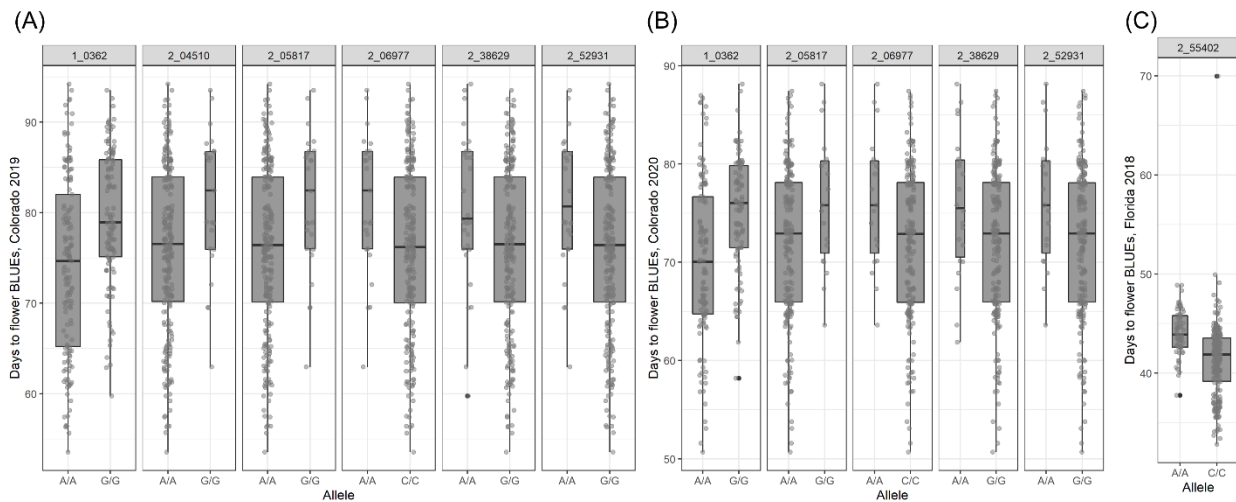 (A)
1_0362 2_04510 2_05817 2_06977 2_38629 2_52931
Days to flower BLUEs, Colorado 2019
90
80
70
60
A/A G/G A/A G/G A/A G/G A/A C/C A/A G/G A/A G/G
Allele
(B)
1_0362 2_05817 2_06977 2_38629 2_52931
Days to flower BLUEs, Colorado 2020
90
80
70
60
50
A/A G/G A/A G/G A/A C/C A/A G/G A/A G/G
Allele
(C)
2_55402
Days to flower BLUEs, Florida 2018
70
60
50
40
A/A C/C
Allele